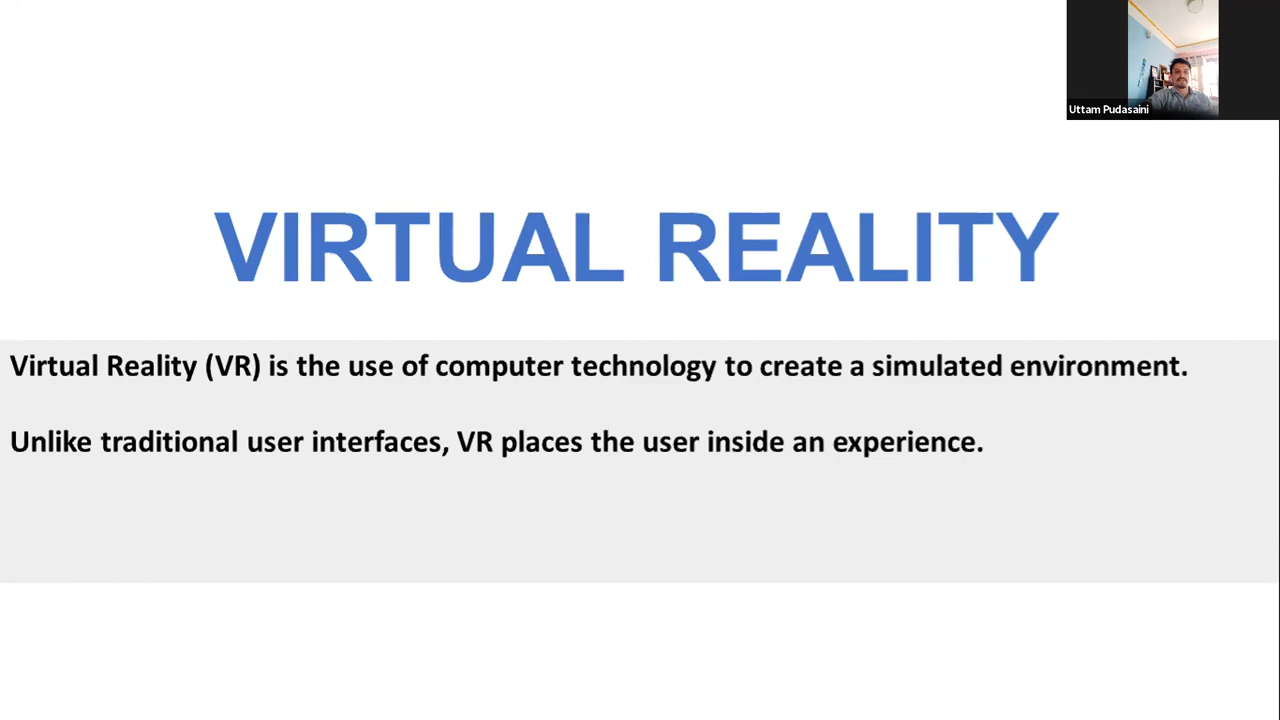 Uttam Pudasaini
VIRTUAL REALITY
Virtual Reality (VR) is the use of computer technology to create a simulated environment.
Unlike traditional user interfaces, VR places the user inside an experience.